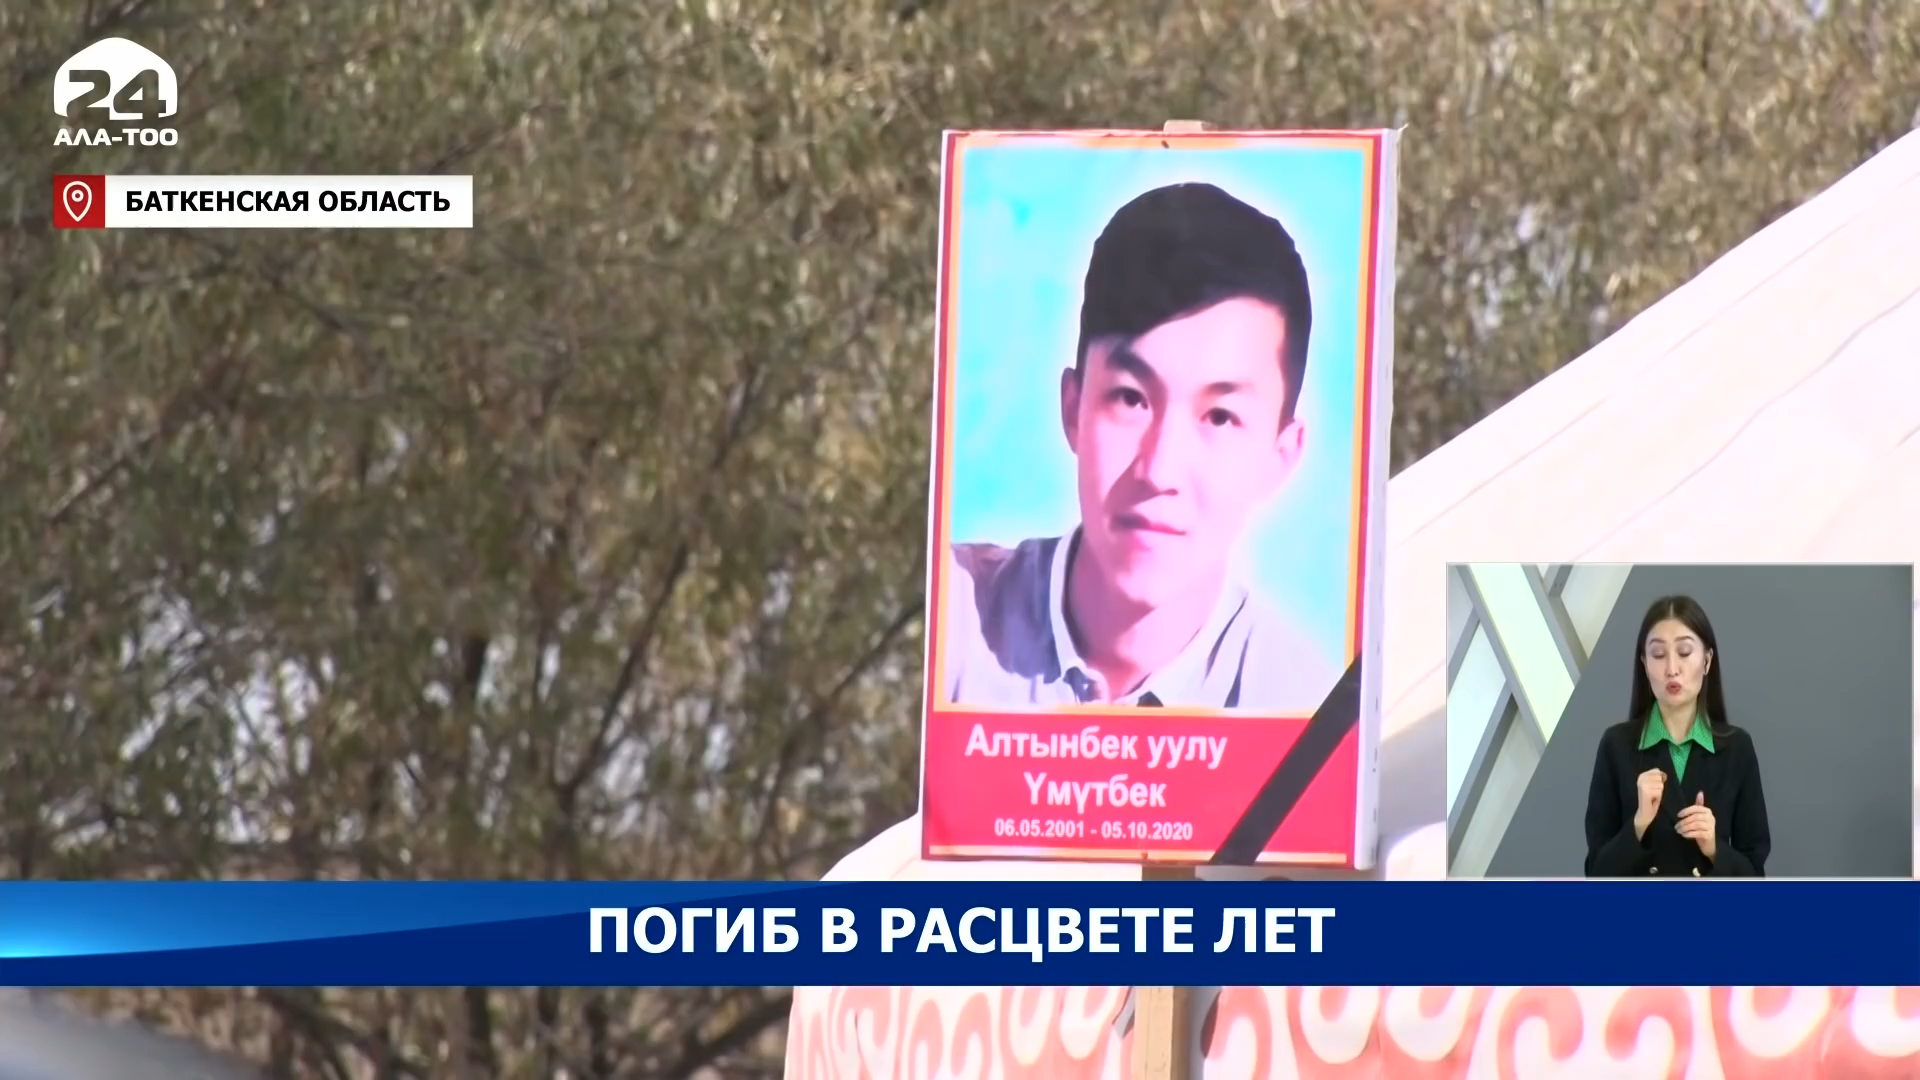 24
АЛА-ТОО
БАТКЕНСКАЯ ОБЛАСТЬ
Алтынбек уулу
Үмүтбек
06.05.2001 - 05.10.2020
ПОГИБ В РАСЦВЕТЕ ЛЕТ